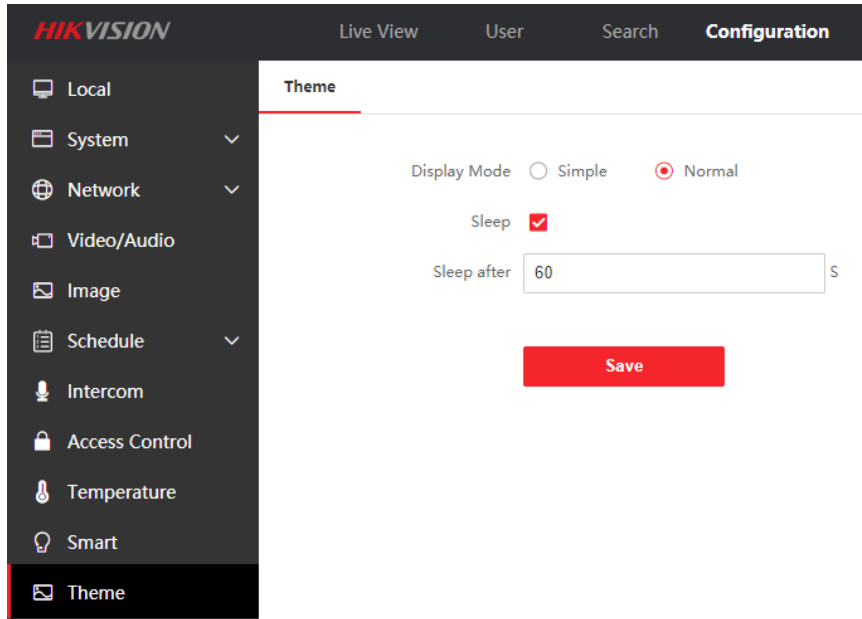 HIKVISION Live View User Search Configuration
Local
System
Network
Video/Audio
Image
Schedule
Intercom
Access Control
Temperature
Smart
Theme
Theme
Display Mode Simple Normal
Sleep
Sleep after 60 S
Save